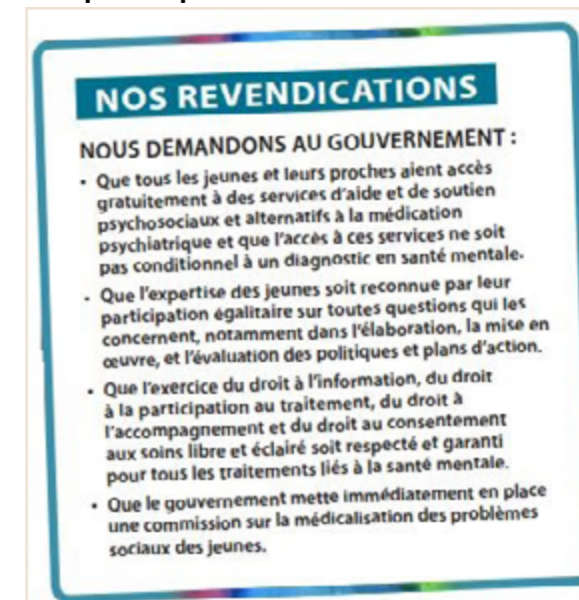 NOS REVENDICATIONS
NOUS DEMANDONS AU GOUVERNEMENT :
• Que tous les jeunes et leurs proches aient accès
gratuitement à des services d'aide et de soutien
psychosociaux et alternatifs à la médication
psychiatrique et que l'accès à ces services ne soit
pas conditionnel à un diagnostic en santé mentale.
• Que l'expertise des jeunes soit reconnue par leur
participation égalitaire sur toutes questions qui les
concernent, notamment dans l'élaboration, la mise en
œuvre, et l'évaluation des politiques et plans d'action.
• Que l'exercice du droit à l'information, du droit
à la participation au traitement, du droit à
l'accompagnement et du droit au consentement
aux soins libre et éclairé soit respecté et garanti
pour tous les traitements liés à la santé mentale.
• Que le gouvernement mette immédiatement en place
une commission sur la médicalisation des problèmes
sociaux des jeunes.